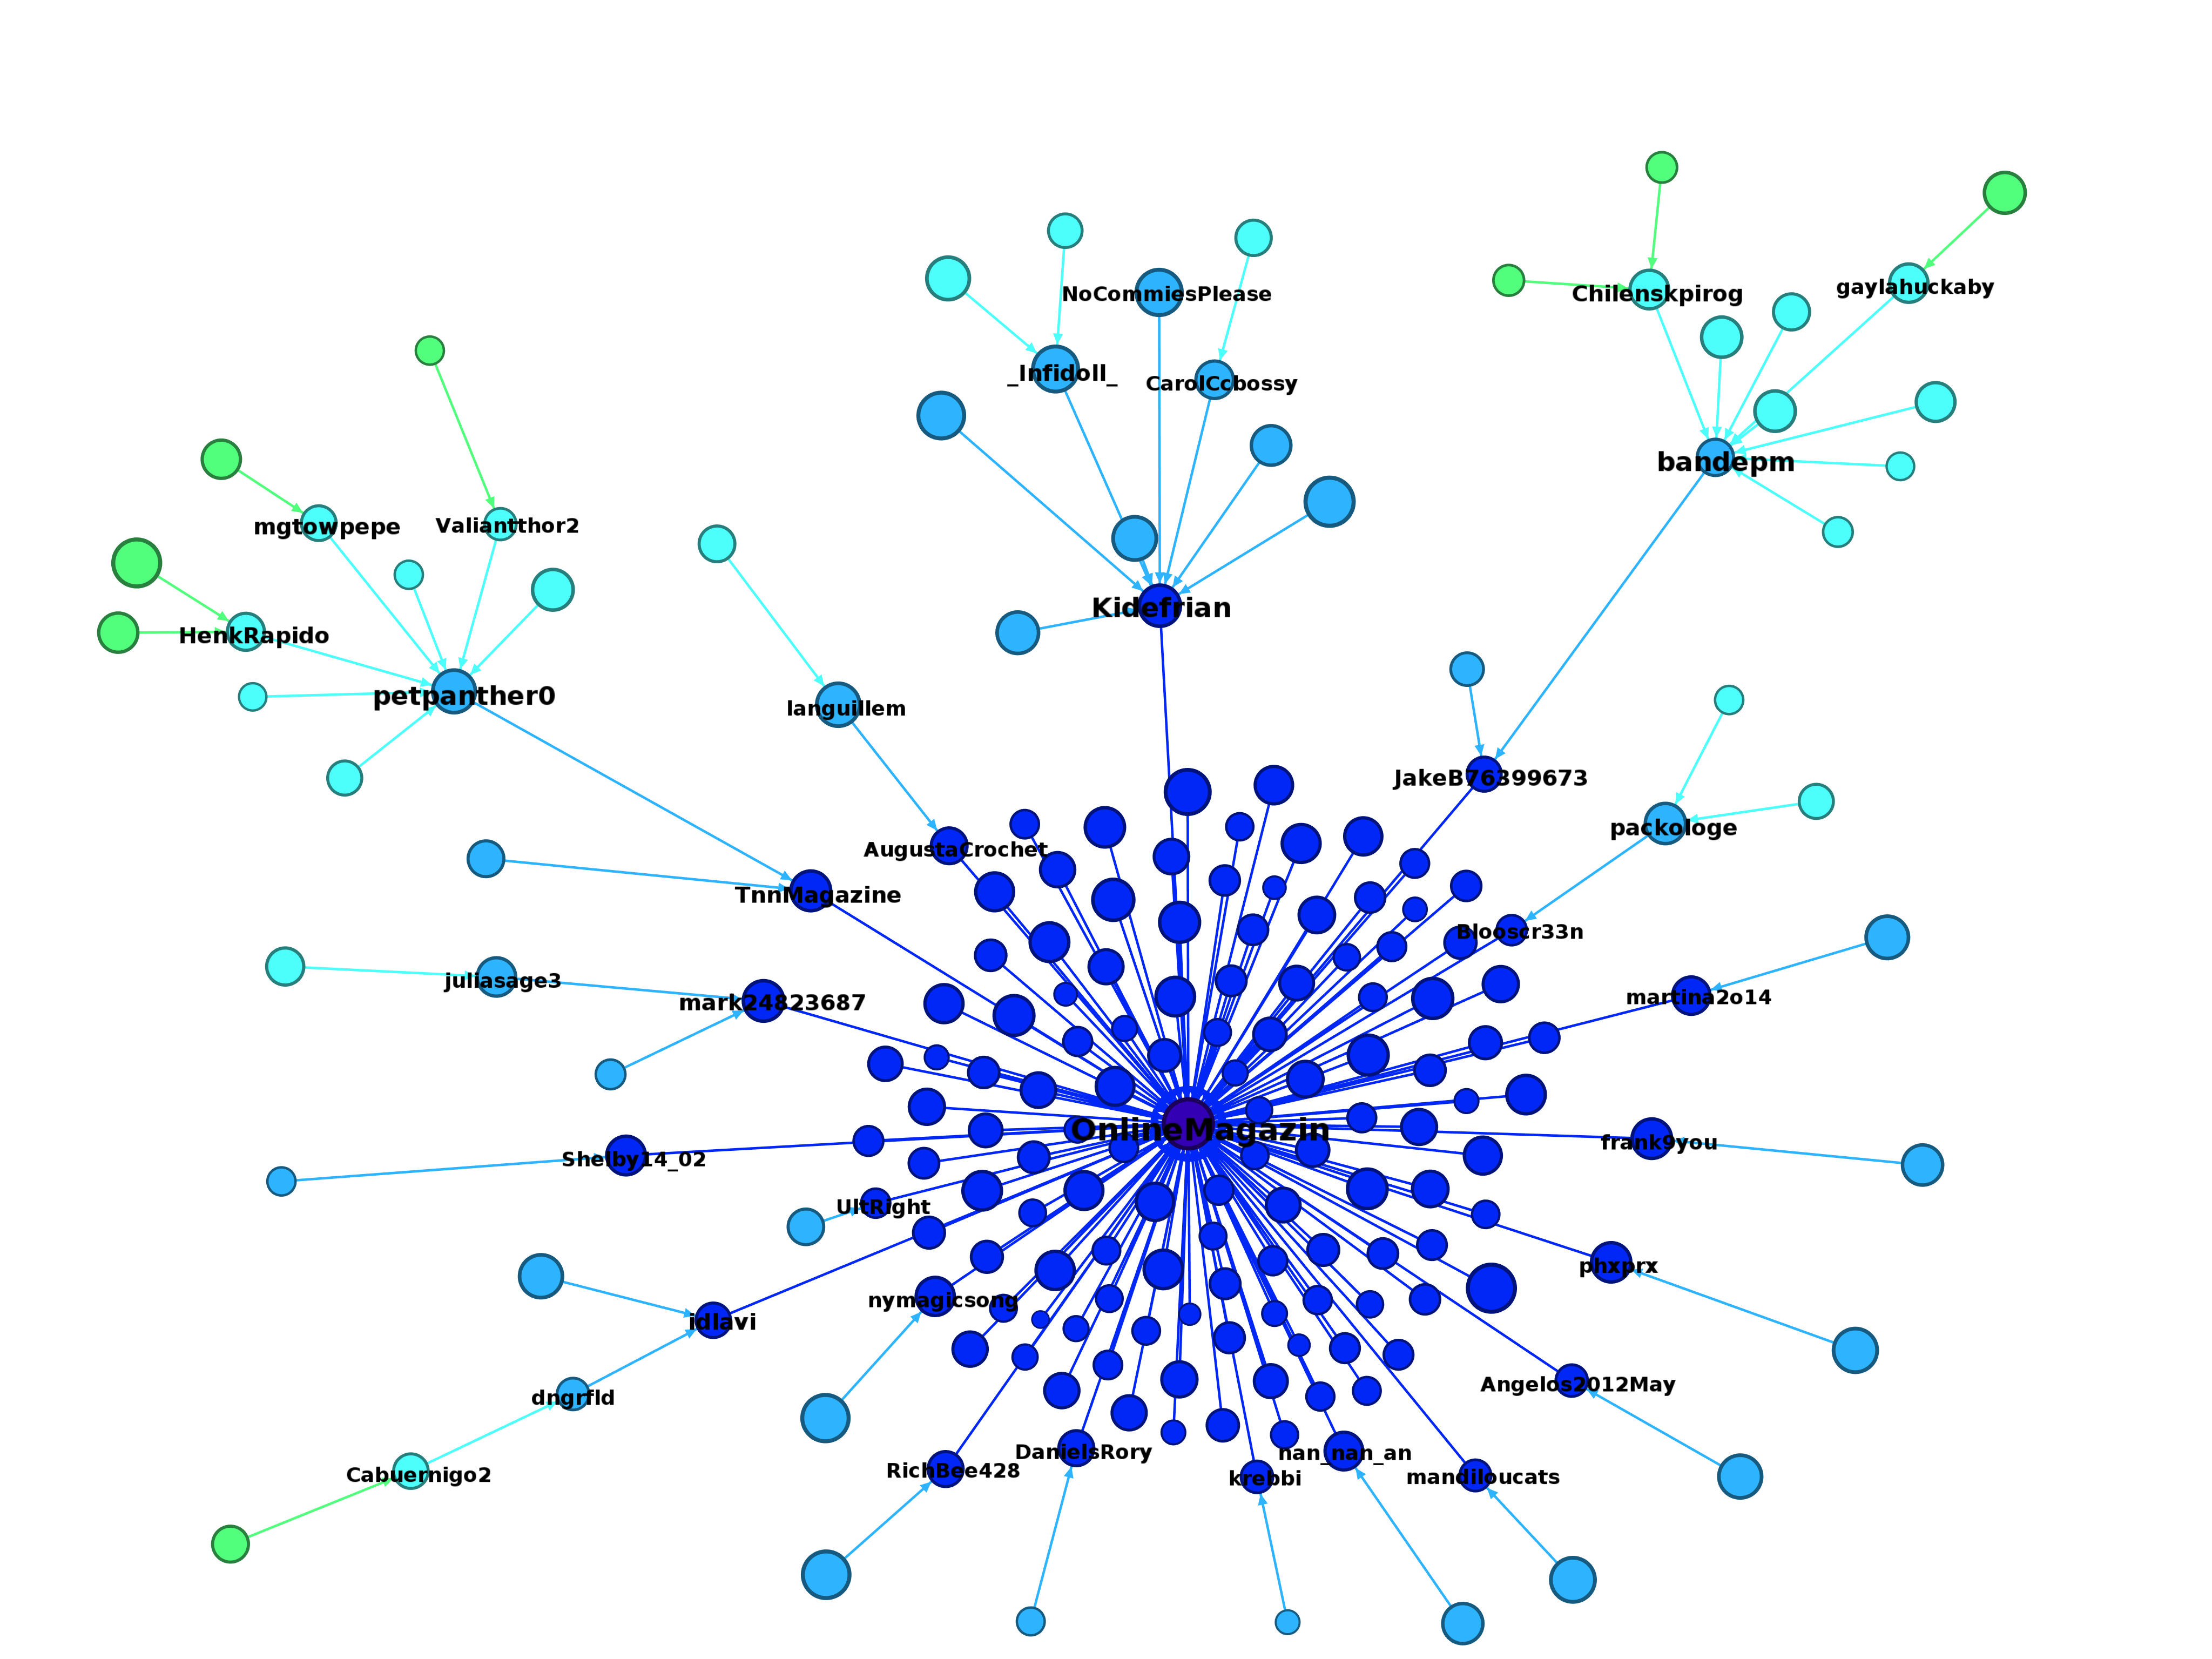 NoCommiesPlease
Chilenskpirog
gaylahuckaby
_Infidoll_
CarolCcbossy
bandepm
mgtowpepe
Valiantthor2
Kidefrian
HenkRapido
petpanther0
languillem
JakeB76399673
packologe
AugustaCrochet
TnnMagazine
Blooscr33n
juliasage3
mark24823687
martina2o14
OnlineMagazin
frank9you
Shelby14_02
UltRight
phxprx
nymagicsong
idlavi
Angelos2012May
dngrfld
DanielsRory
nan_nan_an
RichBee428
krebbi
mandiloucats
Cabuernigo2